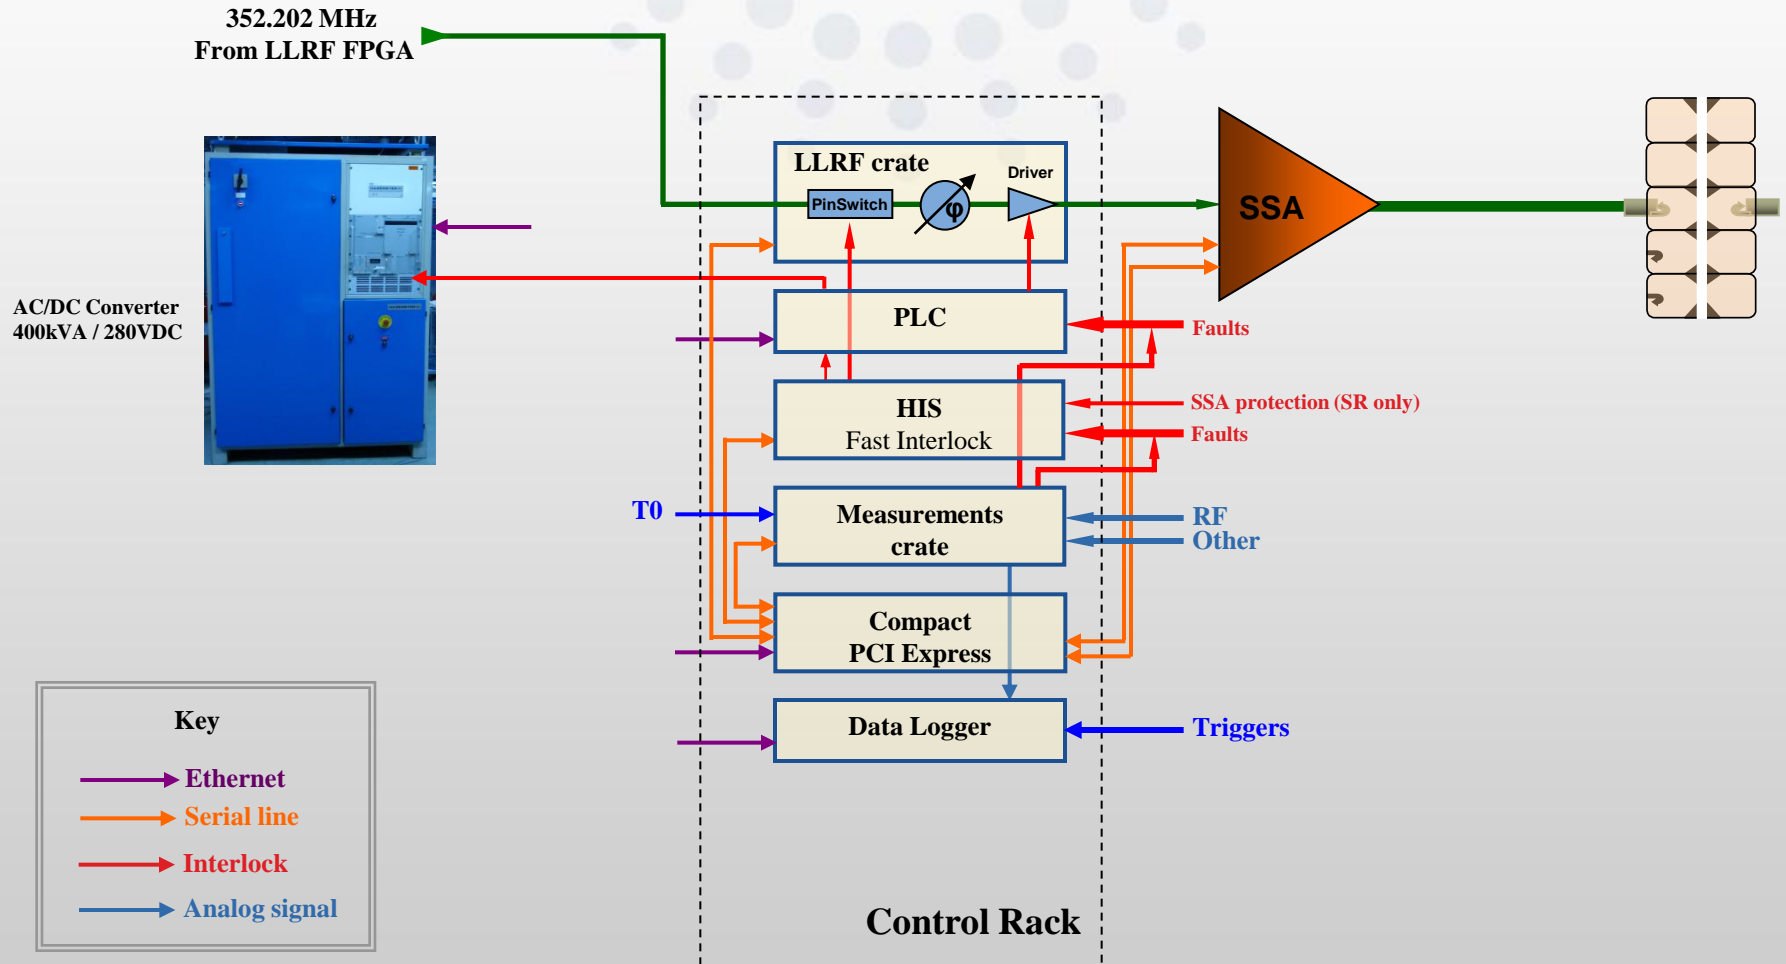 352.202 MHz
From LLRF FPGA
LLRF crate
Driver
PinSwitch
φ
SSA
AC/DC Converter
400kVA / 280VDC
PLC
Faults
HIS
Fast Interlock
SSA protection (SR only)
Faults
T0
Measurements
crate
RF
Other
Compact
PCI Express
Data Logger
Triggers
Key
Ethernet
Serial line
Interlock
Analog signal
Control Rack